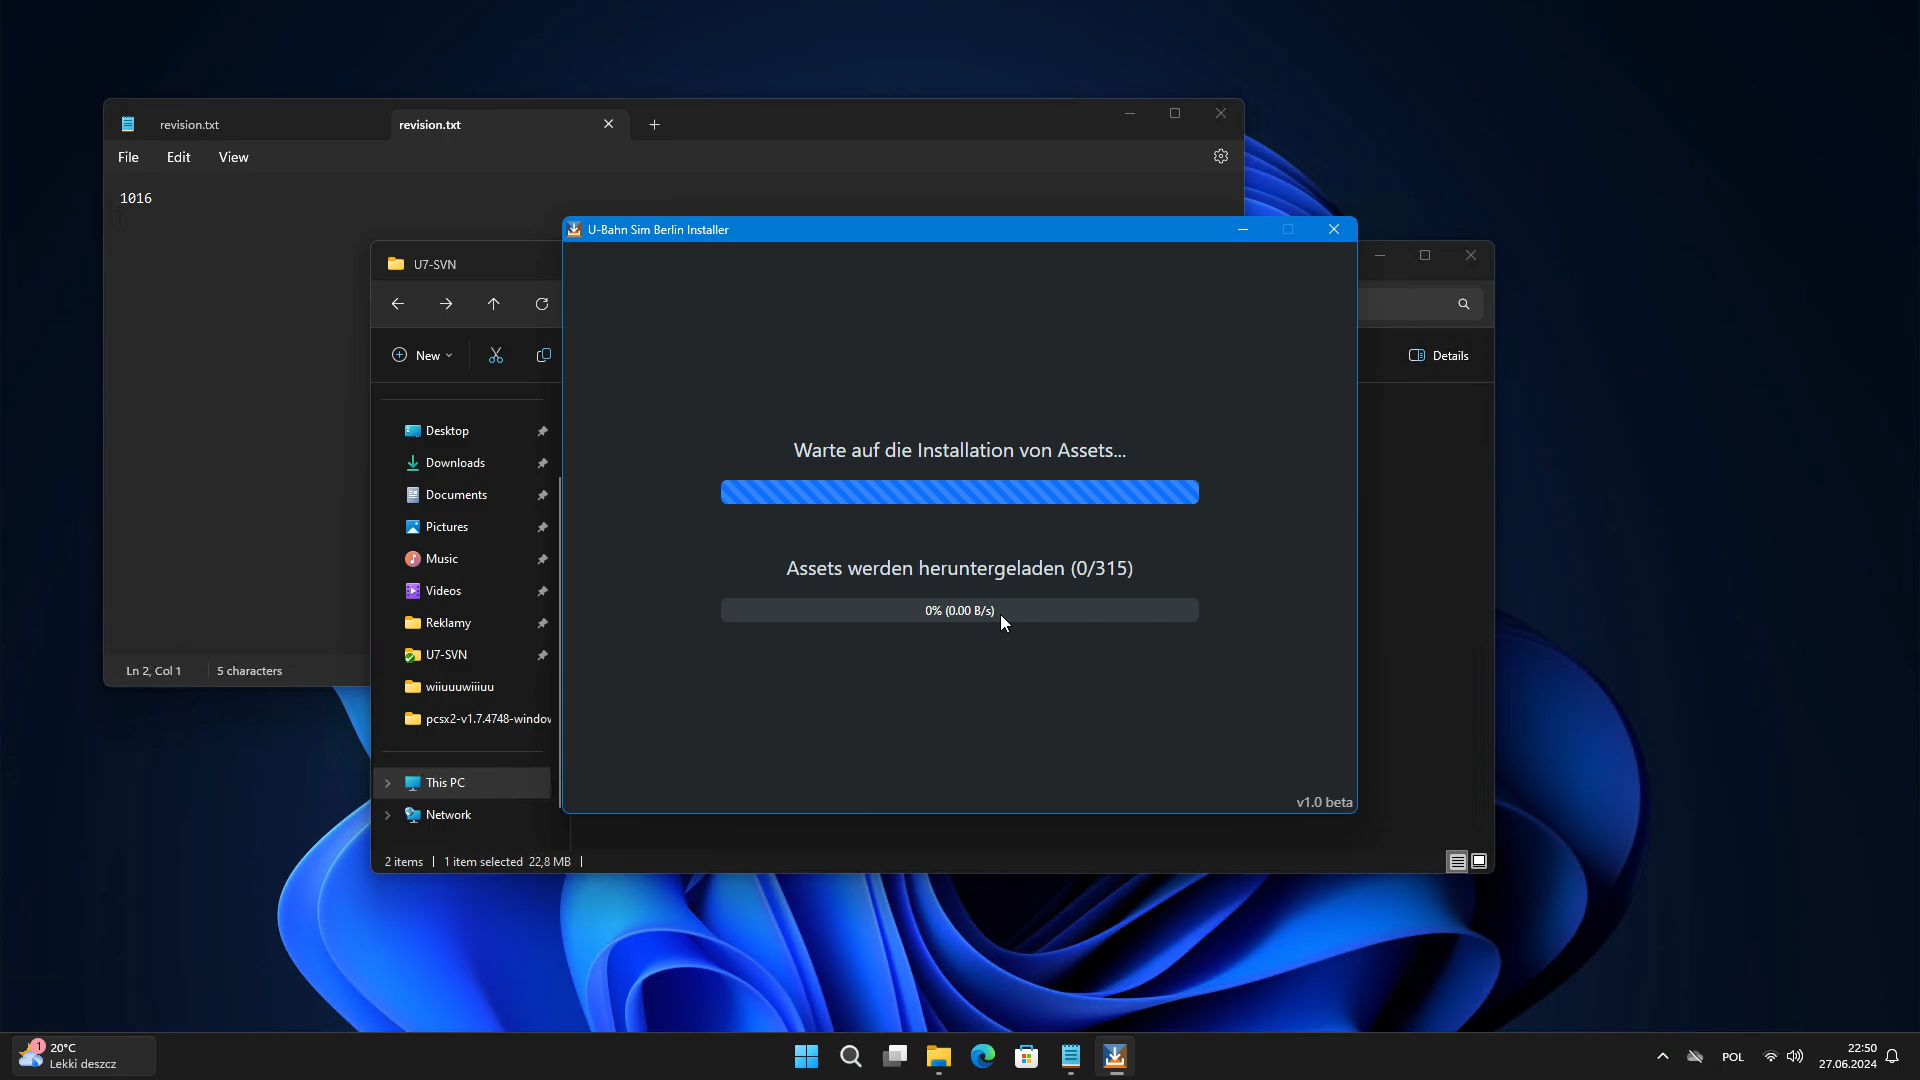 revision.txt
revision.txt
File Edit View
1016
U-Bahn Sim Berlin Installer
U7-SVN
New
Details
Desktop
Downloads
Documents
Pictures
Music
Videos
Reklamy
U7-SVN
wiiuuuwiiuu
pcsx2-v1.7.4748-window
This PC
Network
2 items
1 item selected 22,8 MB
Warte auf die Installation von Assets...
Assets werden heruntergeladen (0/315)
0% (0.00 B/s)
v1.0 beta
Ln 2, Col 1
5 characters
1
20°C
Lekki deszcz
POL
22:50
27.06.2024